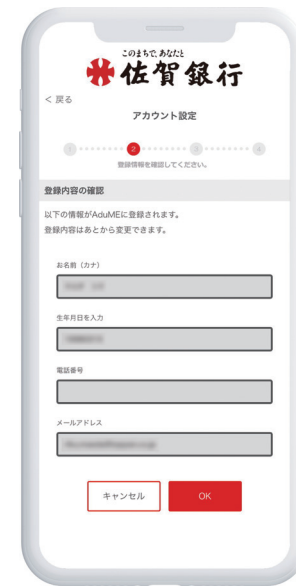 このまちで、あなたと
佐賀銀行
< 戻る
アカウント設定
1 2 3 4
登録情報を確認してください。
登録内容の確認
以下の情報がAduMEに登録されます。
登録内容はあとから変更できます。
お名前（カナ）
生年月日を入力
電話番号
メールアドレス
キャンセル OK